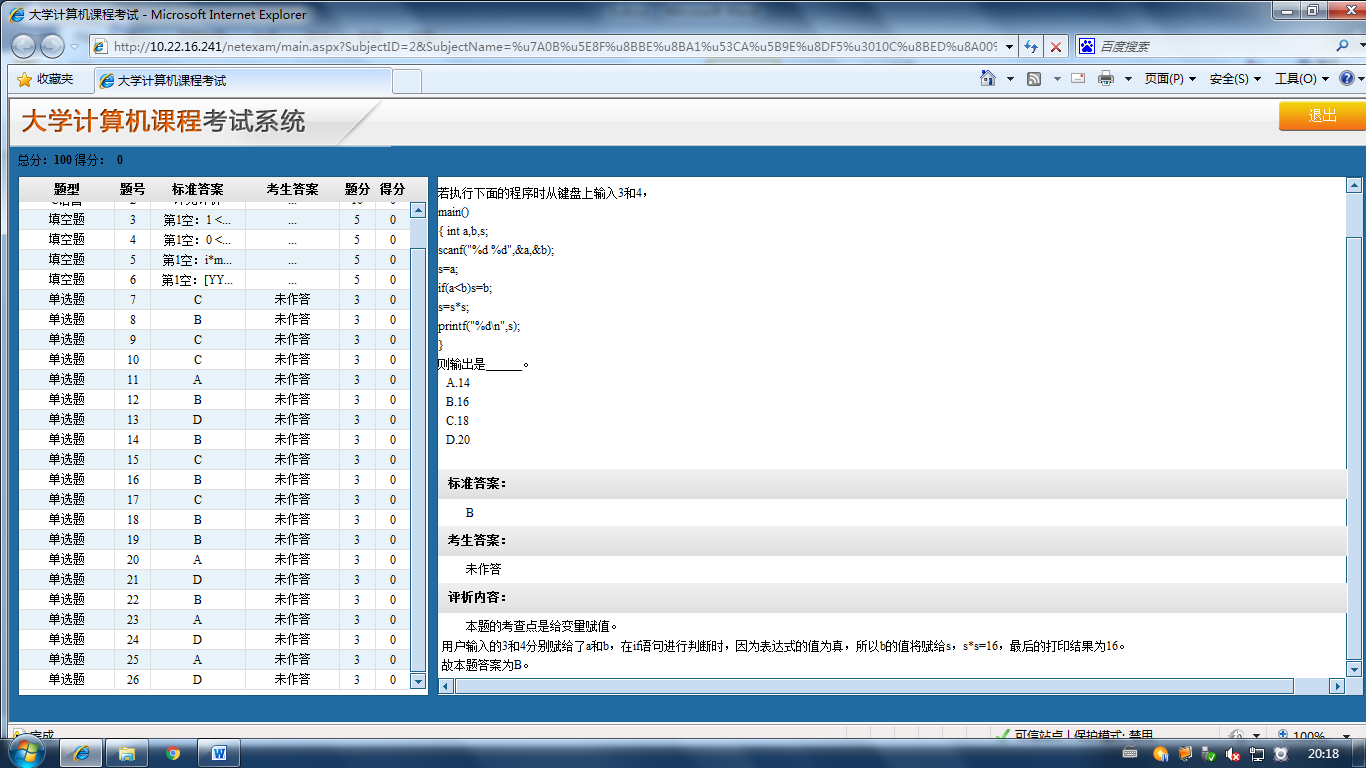 大学计算机课程考试 - Microsoft Internet Explorer
http://10.22.16.241/netexam/main.aspx?SubjectID=2&SubjectName=%u7A0B%u5E8F%u8BBE%u8BA1%u53CA%u5B9E%u8DF5%u3010C%u8BED%u8A00%
百度搜索
收藏夹
大学计算机课程考试
页面(P)
安全(S)
工具(O)
大学计算机课程考试系统
退出
总分：100 得分： 0
题型 题号 标准答案 考生答案 题分 得分
填空题 3 第1空：1 <... ... 5 0
填空题 4 第1空：0 <... ... 5 0
填空题 5 第1空：i*m... ... 5 0
填空题 6 第1空：[YY... ... 5 0
单选题 7 C 未作答 3 0
单选题 8 B 未作答 3 0
单选题 9 C 未作答 3 0
单选题 10 C 未作答 3 0
单选题 11 A 未作答 3 0
单选题 12 B 未作答 3 0
单选题 13 D 未作答 3 0
单选题 14 B 未作答 3 0
单选题 15 C 未作答 3 0
单选题 16 B 未作答 3 0
单选题 17 C 未作答 3 0
单选题 18 B 未作答 3 0
单选题 19 B 未作答 3 0
单选题 20 A 未作答 3 0
单选题 21 D 未作答 3 0
单选题 22 B 未作答 3 0
单选题 23 A 未作答 3 0
单选题 24 D 未作答 3 0
单选题 25 A 未作答 3 0
单选题 26 D 未作答 3 0
若执行下面的程序时从键盘上输入3和4，
main()
{ int a,b,s;
scanf("%d %d",&a,&b);
s=a;
if(a<b)s=b;
s=s*s;
printf("%d\n",s);
}
则输出是______。
A.14
B.16
C.18
D.20
标准答案：
B
考生答案：
未作答
评析内容：
本题的考查点是给变量赋值。
用户输入的3和4分别赋给了a和b，在if语句进行判断时，因为表达式的值为真，所以b的值将赋给s，s*s=16，最后的打印结果为16。
故本题答案为B。
完成
可信站点 | 保护模式: 禁用
100%
20:18